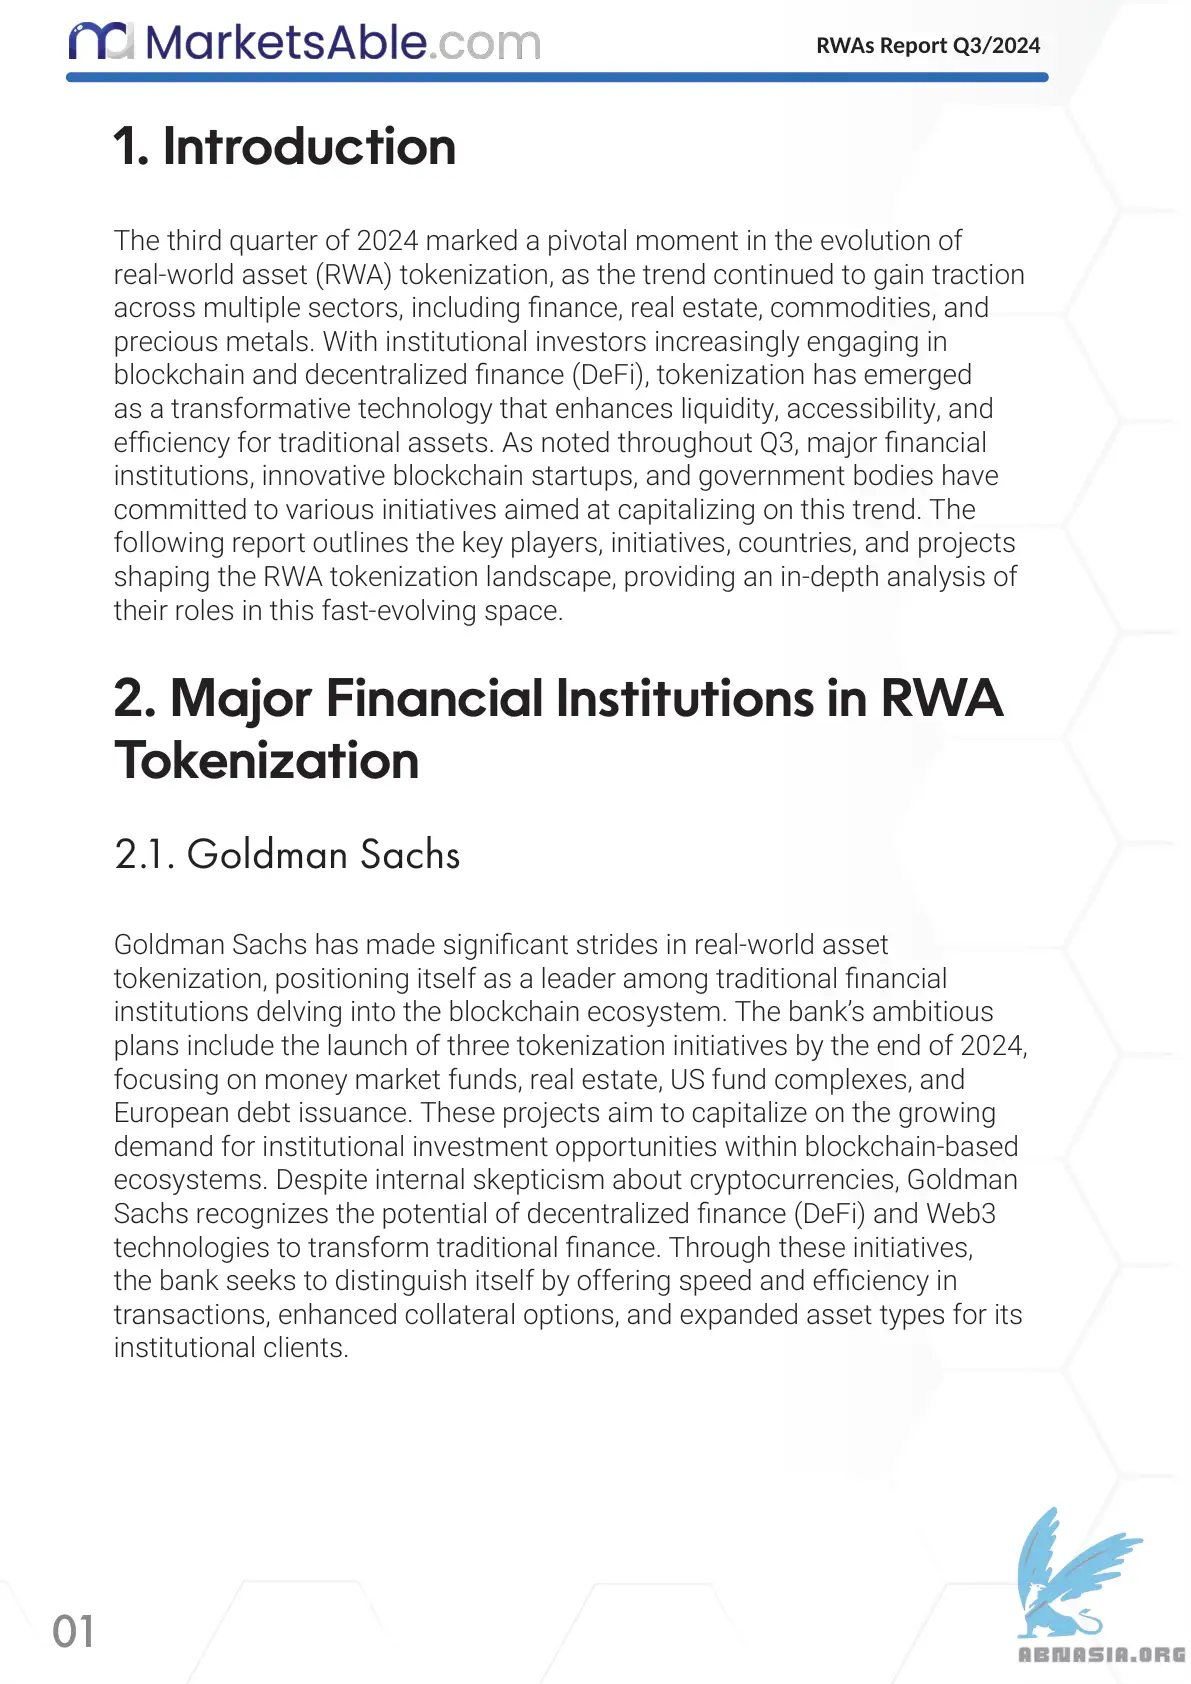 MarketsAble.com
RWAs Report Q3/2024
1. Introduction
The third quarter of 2024 marked a pivotal moment in the evolution of
real-world asset (RWA) tokenization, as the trend continued to gain traction
across multiple sectors, including finance, real estate, commodities, and
precious metals. With institutional investors increasingly engaging in
blockchain and decentralized finance (DeFi), tokenization has emerged
as a transformative technology that enhances liquidity, accessibility, and
efficiency for traditional assets. As noted throughout Q3, major financial
institutions, innovative blockchain startups, and government bodies have
committed to various initiatives aimed at capitalizing on this trend. The
following report outlines the key players, initiatives, countries, and projects
shaping the RWA tokenization landscape, providing an in-depth analysis of
their roles in this fast-evolving space.
2. Major Financial Institutions in RWA
Tokenization
2.1. Goldman Sachs
Goldman Sachs has made significant strides in real-world asset
tokenization, positioning itself as a leader among traditional financial
institutions delving into the blockchain ecosystem. The bank’s ambitious
plans include the launch of three tokenization initiatives by the end of 2024,
focusing on money market funds, real estate, US fund complexes, and
European debt issuance. These projects aim to capitalize on the growing
demand for institutional investment opportunities within blockchain-based
ecosystems. Despite internal skepticism about cryptocurrencies, Goldman
Sachs recognizes the potential of decentralized finance (DeFi) and Web3
technologies to transform traditional finance. Through these initiatives,
the bank seeks to distinguish itself by offering speed and efficiency in
transactions, enhanced collateral options, and expanded asset types for its
institutional clients.
01
ABNASIA.ORG